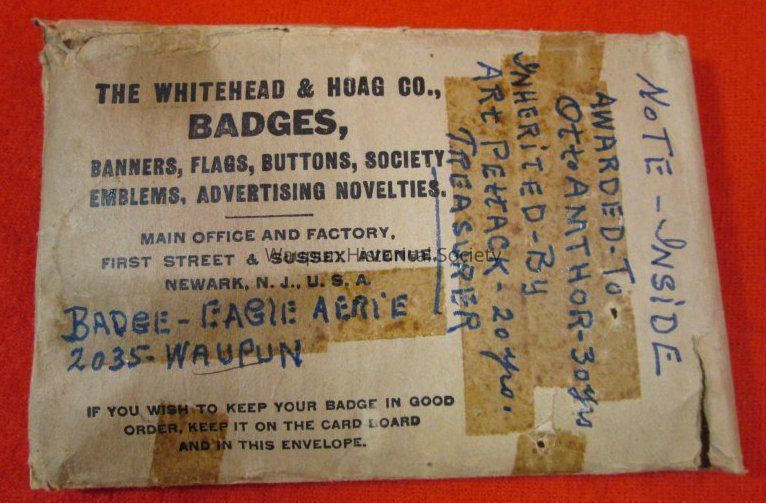 THE WHITEHEAD & HOAG CO.,
BADGES,
BANNERS, FLAGS, BUTTONS, SOCIETY
EMBLEMS, ADVERTISING NOVELTIES.
MAIN OFFICE AND FACTORY,
FIRST STREET & SUSSEX AVENUE,
NEWARK, N. J., U. S. A.
BADGE - EAGlE AERiE
2035 - WAUPUN
IF YOU WISH TO KEEP YOUR BADGE IN GOOD
ORDER, KEEP IT ON THE CARD BOARD
AND IN THIS ENVELOPE.
NOTE - INSiDE
AWARDED - To -
Otto AMTHOR - 30 yrs
INHERiTED - By
ARt PEttACK - 20 yrs.
TREASURER
Waupun Historical Society